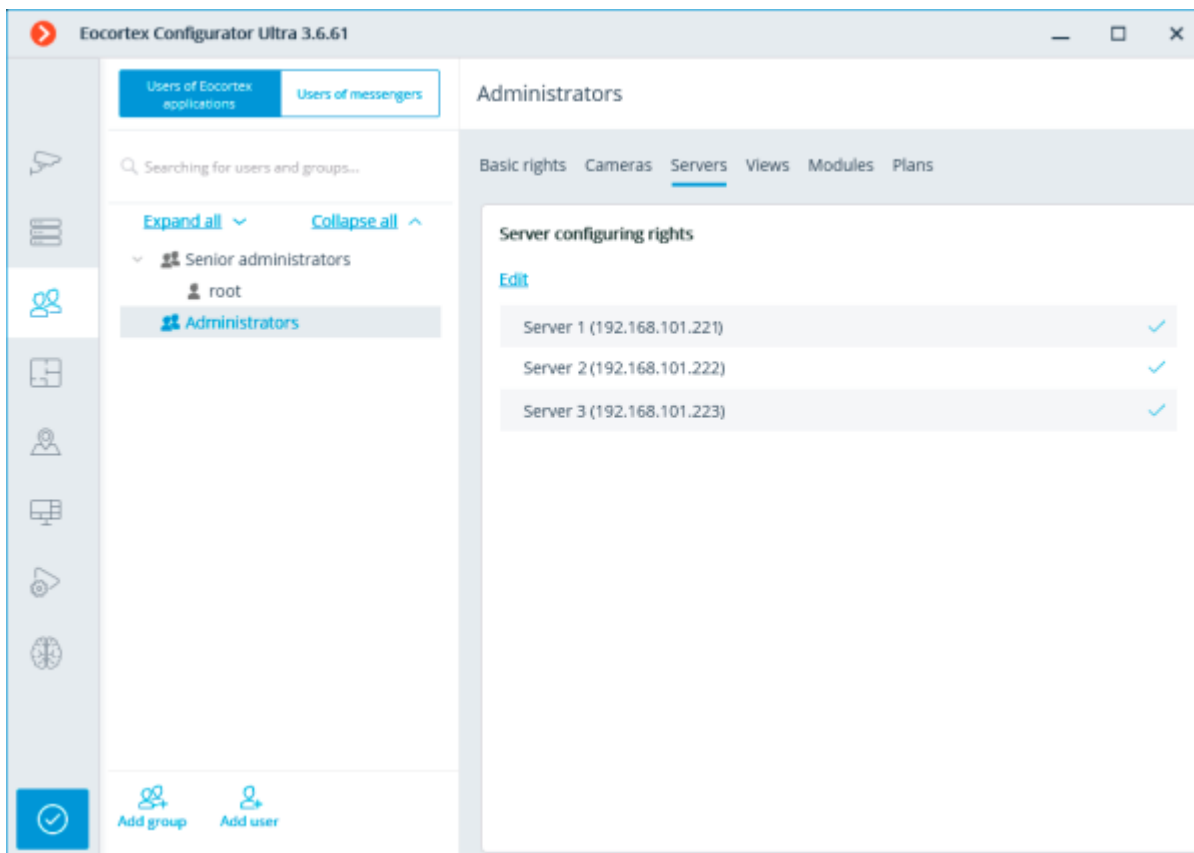 Eocortex Configurator Ultra 3.6.61
Users of Eocortex
applications
Users of messengers
Searching for users and groups...
Expand all
Collapse all
Senior administrators
root
Administrators
Add group
Add user
Administrators
Basic rights Cameras Servers Views Modules Plans
Server configuring rights
Edit
Server 1 (192.168.101.221)
Server 2 (192.168.101.222)
Server 3 (192.168.101.223)